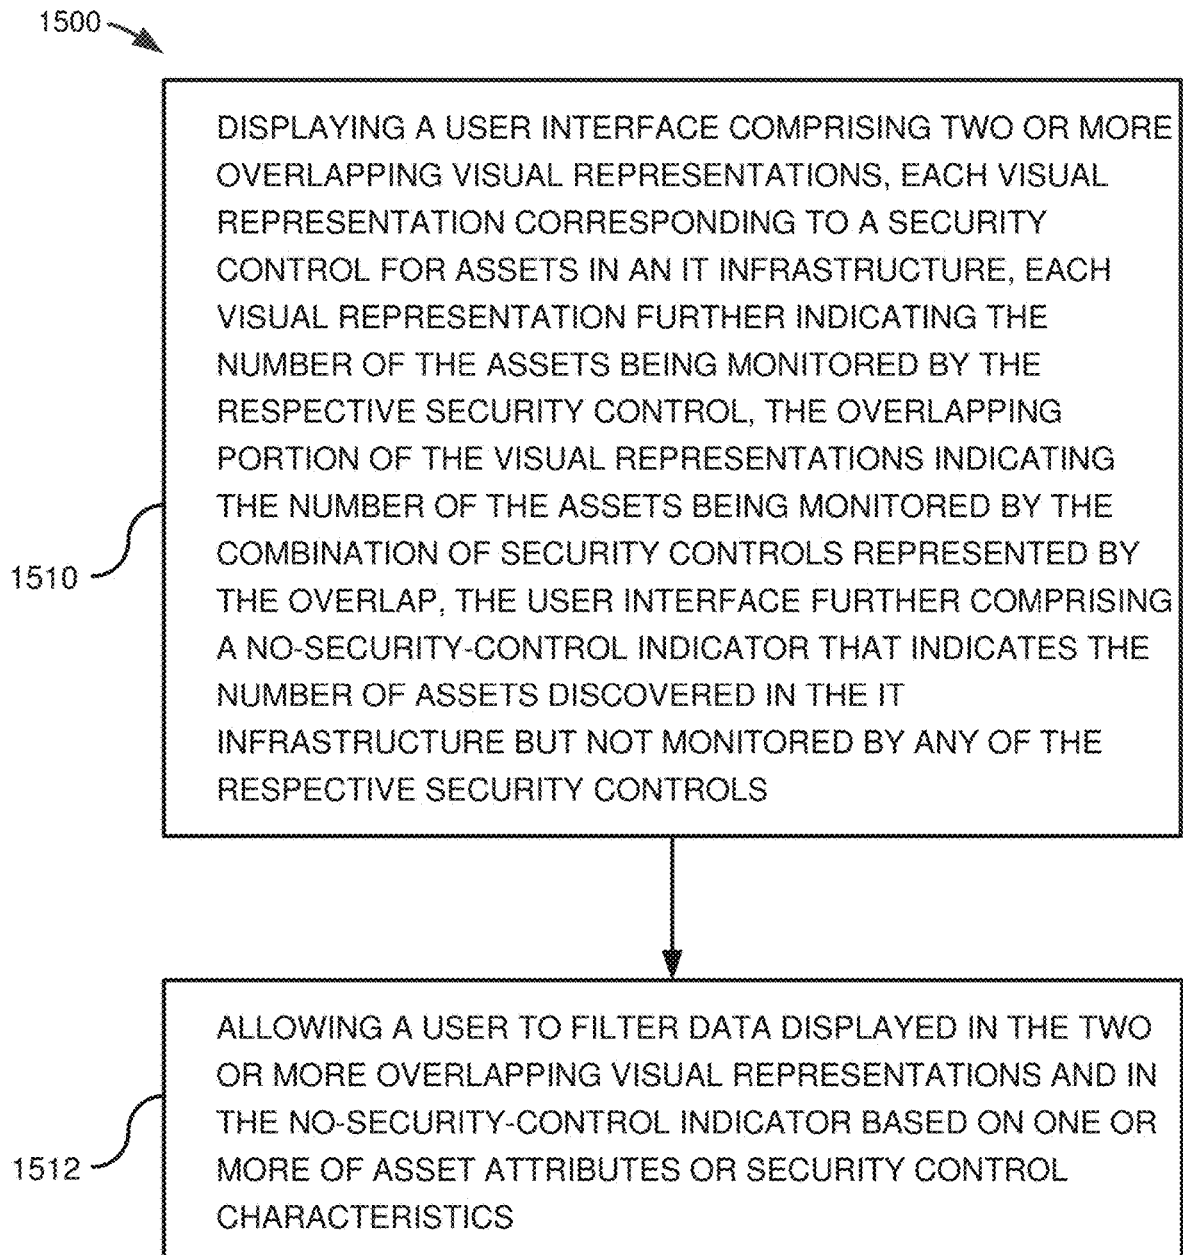 1500
DISPLAYING A USER INTERFACE COMPRISING TWO OR MORE
OVERLAPPING VISUAL REPRESENTATIONS, EACH VISUAL
REPRESENTATION CORRESPONDING TO A SECURITY
CONTROL FOR ASSETS IN AN IT INFRASTRUCTURE, EACH
VISUAL REPRESENTATION FURTHER INDICATING THE
NUMBER OF THE ASSETS BEING MONITORED BY THE
RESPECTIVE SECURITY CONTROL, THE OVERLAPPING
PORTION OF THE VISUAL REPRESENTATIONS INDICATING
THE NUMBER OF THE ASSETS BEING MONITORED BY THE
COMBINATION OF SECURITY CONTROLS REPRESENTED BY
THE OVERLAP, THE USER INTERFACE FURTHER COMPRISING
A NO-SECURITY-CONTROL INDICATOR THAT INDICATES THE
NUMBER OF ASSETS DISCOVERED IN THE IT
INFRASTRUCTURE BUT NOT MONITORED BY ANY OF THE
RESPECTIVE SECURITY CONTROLS
1510
ALLOWING A USER TO FILTER DATA DISPLAYED IN THE TWO
OR MORE OVERLAPPING VISUAL REPRESENTATIONS AND IN
THE NO-SECURITY-CONTROL INDICATOR BASED ON ONE OR
MORE OF ASSET ATTRIBUTES OR SECURITY CONTROL
CHARACTERISTICS
1512